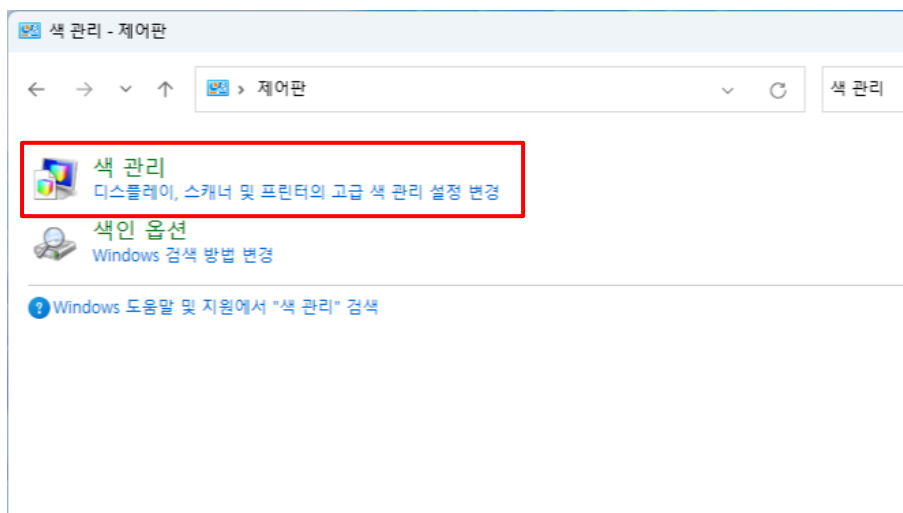 색 관리 - 제어판
제어판
색 관리
색 관리
디스플레이, 스캐너 및 프린터의 고급 색 관리 설정 변경
색인 옵션
Windows 검색 방법 변경
Windows 도움말 및 지원에서 "색 관리" 검색